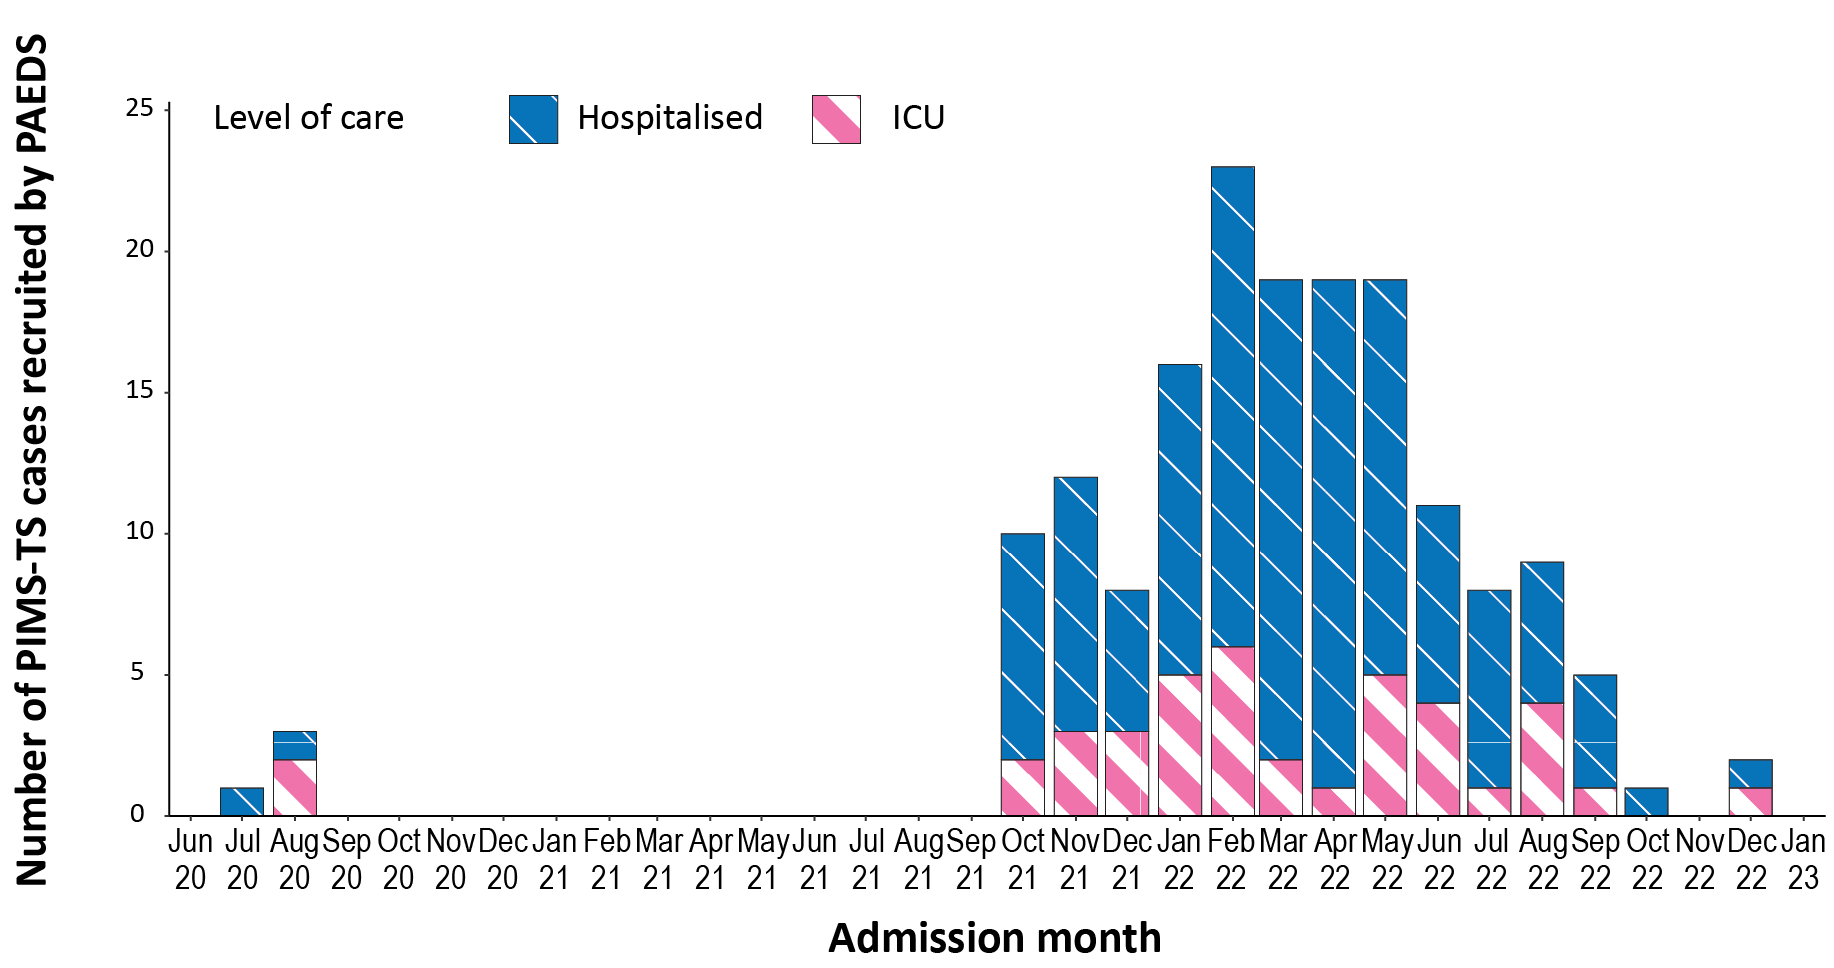 Number of PIMS-TS cases recruited by PAEDS
Level of care Hospitalised ICU
25
20
15
10
5
0
Jun Jul Aug Sep Oct Nov Dec Jan Feb Mar Apr May Jun Jul Aug Sep Oct Nov Dec Jan Feb Mar Apr May Jun Jul Aug Sep Oct Nov Dec Jan
20 20 20 20 20 20 20 21 21 21 21 21 21 21 21 21 21 21 21 22 22 22 22 22 22 22 22 22 22 22 22 23
Admission month